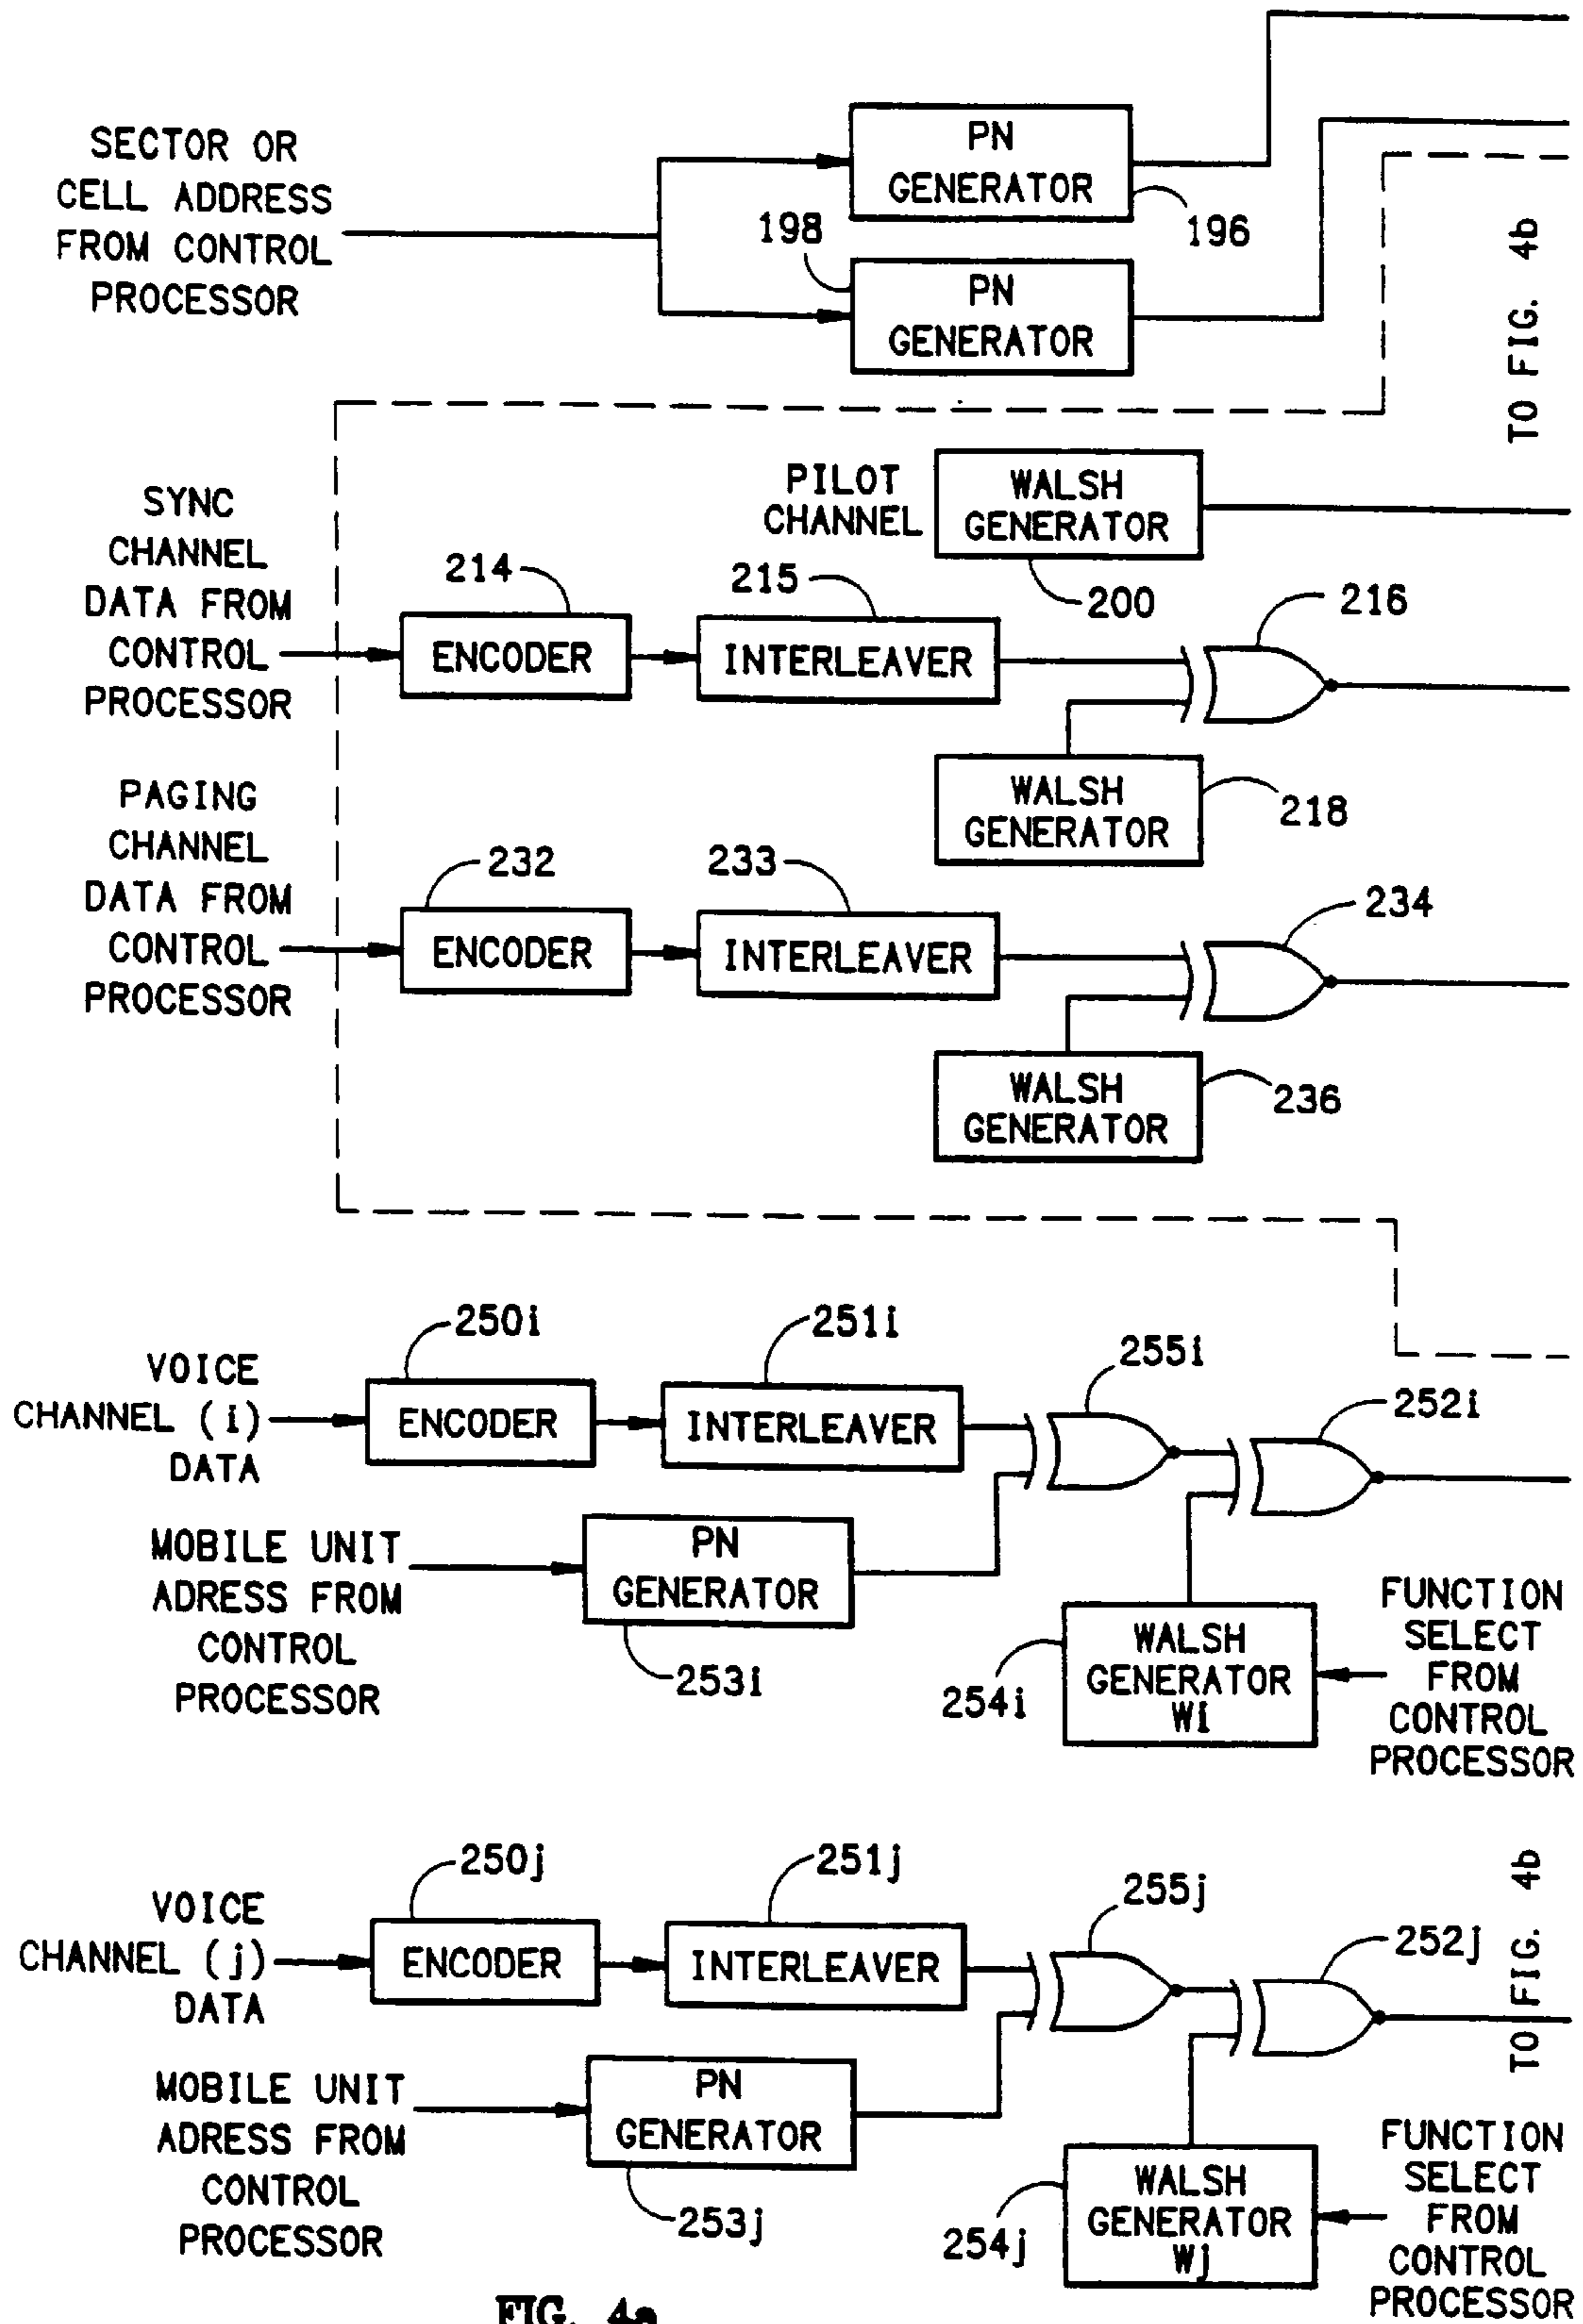 SECTOR OR
CELL ADDRESS
FROM CONTROL
PROCESSOR
PN
GENERATOR
196
198
PN
GENERATOR
TO FIG. 4b
PILOT
CHANNEL
WALSH
GENERATOR
200
SYNC
CHANNEL
DATA FROM
CONTROL
PROCESSOR
214
ENCODER
215
INTERLEAVER
216
WALSH
GENERATOR
218
PAGING
CHANNEL
DATA FROM
CONTROL
PROCESSOR
232
ENCODER
233
INTERLEAVER
234
WALSH
GENERATOR
236
VOICE
CHANNEL (i)
DATA
250i
ENCODER
251i
INTERLEAVER
255i
252i
MOBILE UNIT
ADRESS FROM
CONTROL
PROCESSOR
PN
GENERATOR
253i
254i
WALSH
GENERATOR
Wi
FUNCTION
SELECT
FROM
CONTROL
PROCESSOR
VOICE
CHANNEL (j)
DATA
250j
ENCODER
251j
INTERLEAVER
255j
252j
TO FIG. 4b
MOBILE UNIT
ADRESS FROM
CONTROL
PROCESSOR
PN
GENERATOR
253j
254j
WALSH
GENERATOR
Wj
FUNCTION
SELECT
FROM
CONTROL
PROCESSOR
FIG. 4a